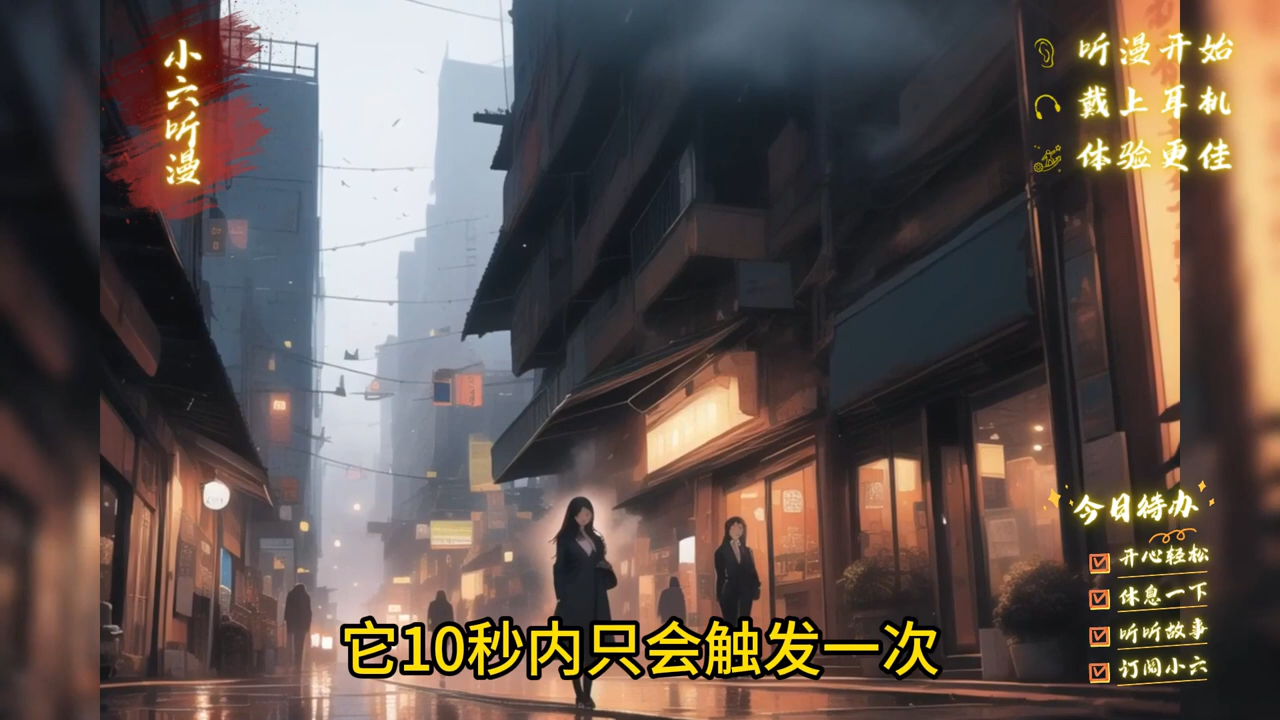 小六听漫
听漫开始
戴上耳机
体验更佳
今日待办
开心轻松
休息一下
听听故事
订阅小六
它10秒内只会触发一次